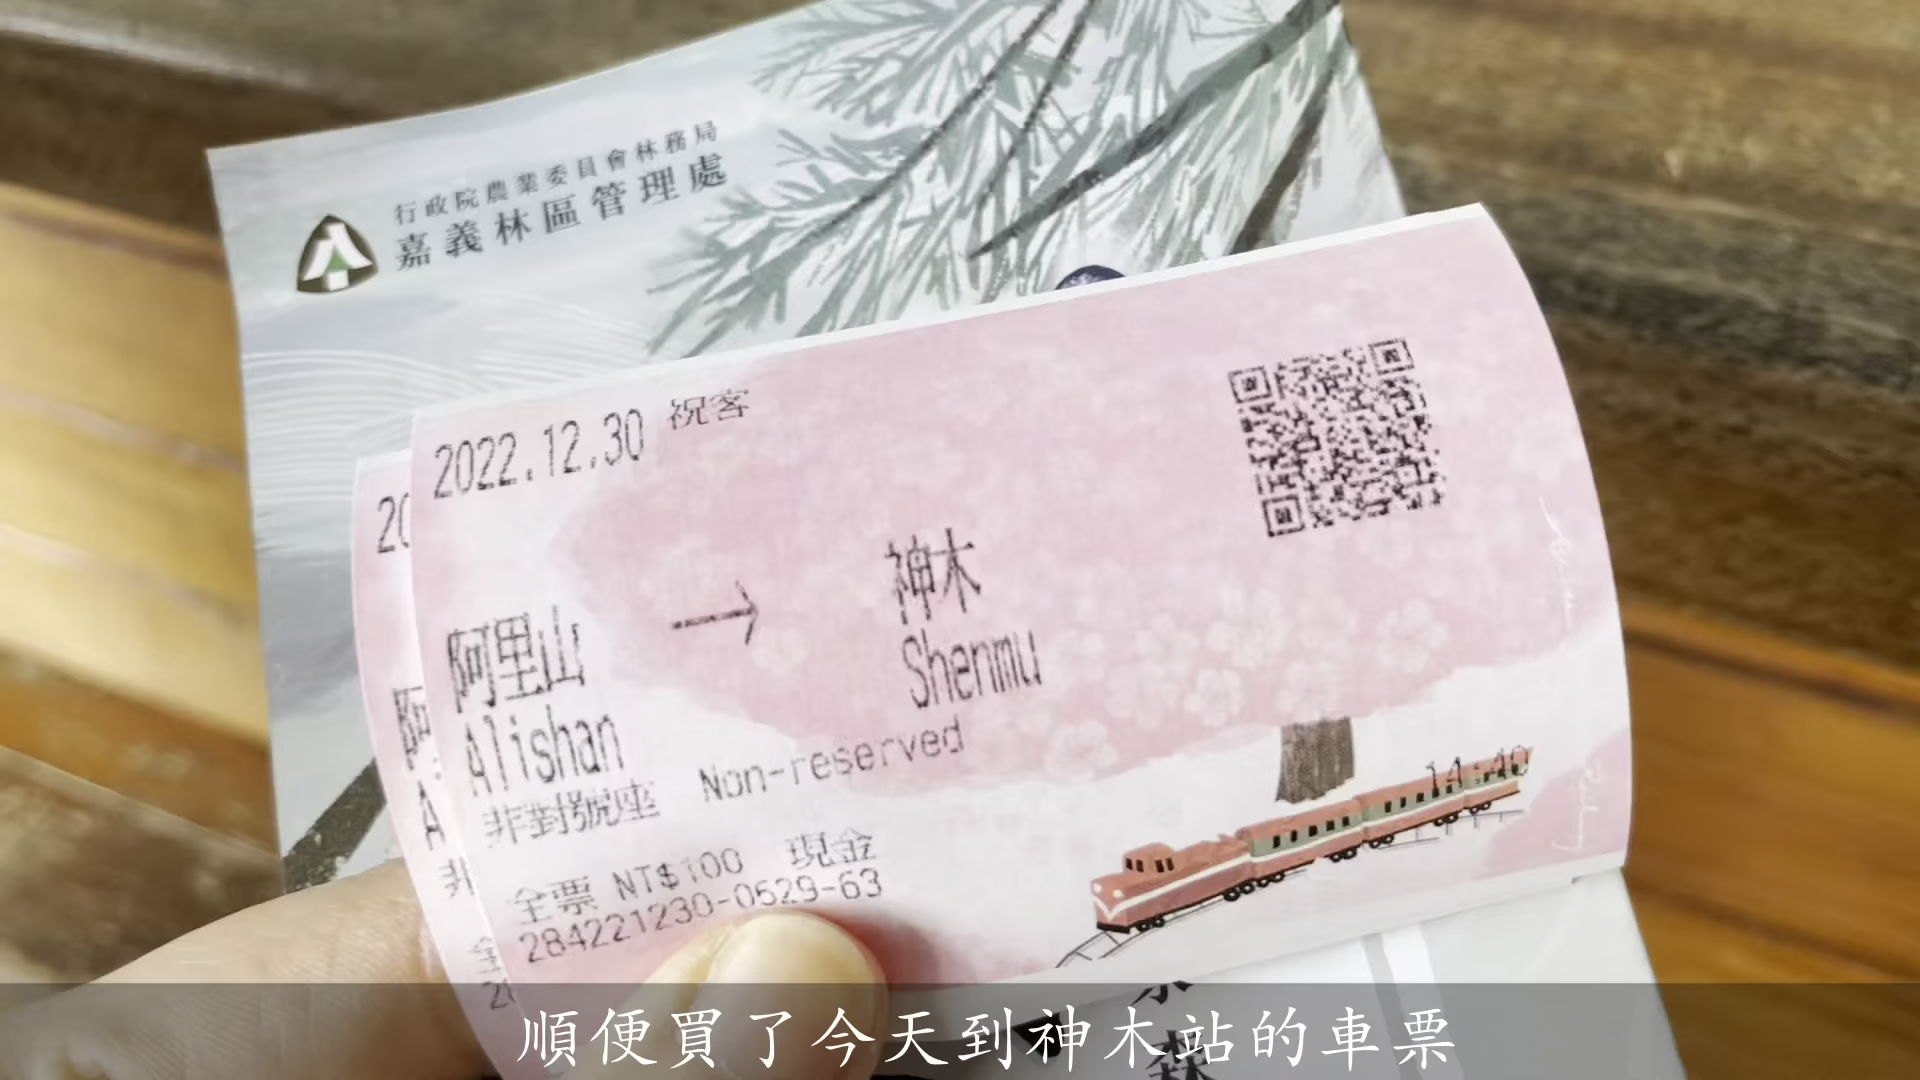 行政院農業委員會林務局
嘉義林區管理處
2022.12.30 祝客
阿里山 → 神木
Alishan Shenmu
非對號座 Non-reserved
14:40
全票 NT$100 現金
284221230-0629-63
順便買了今天到神木站的車票